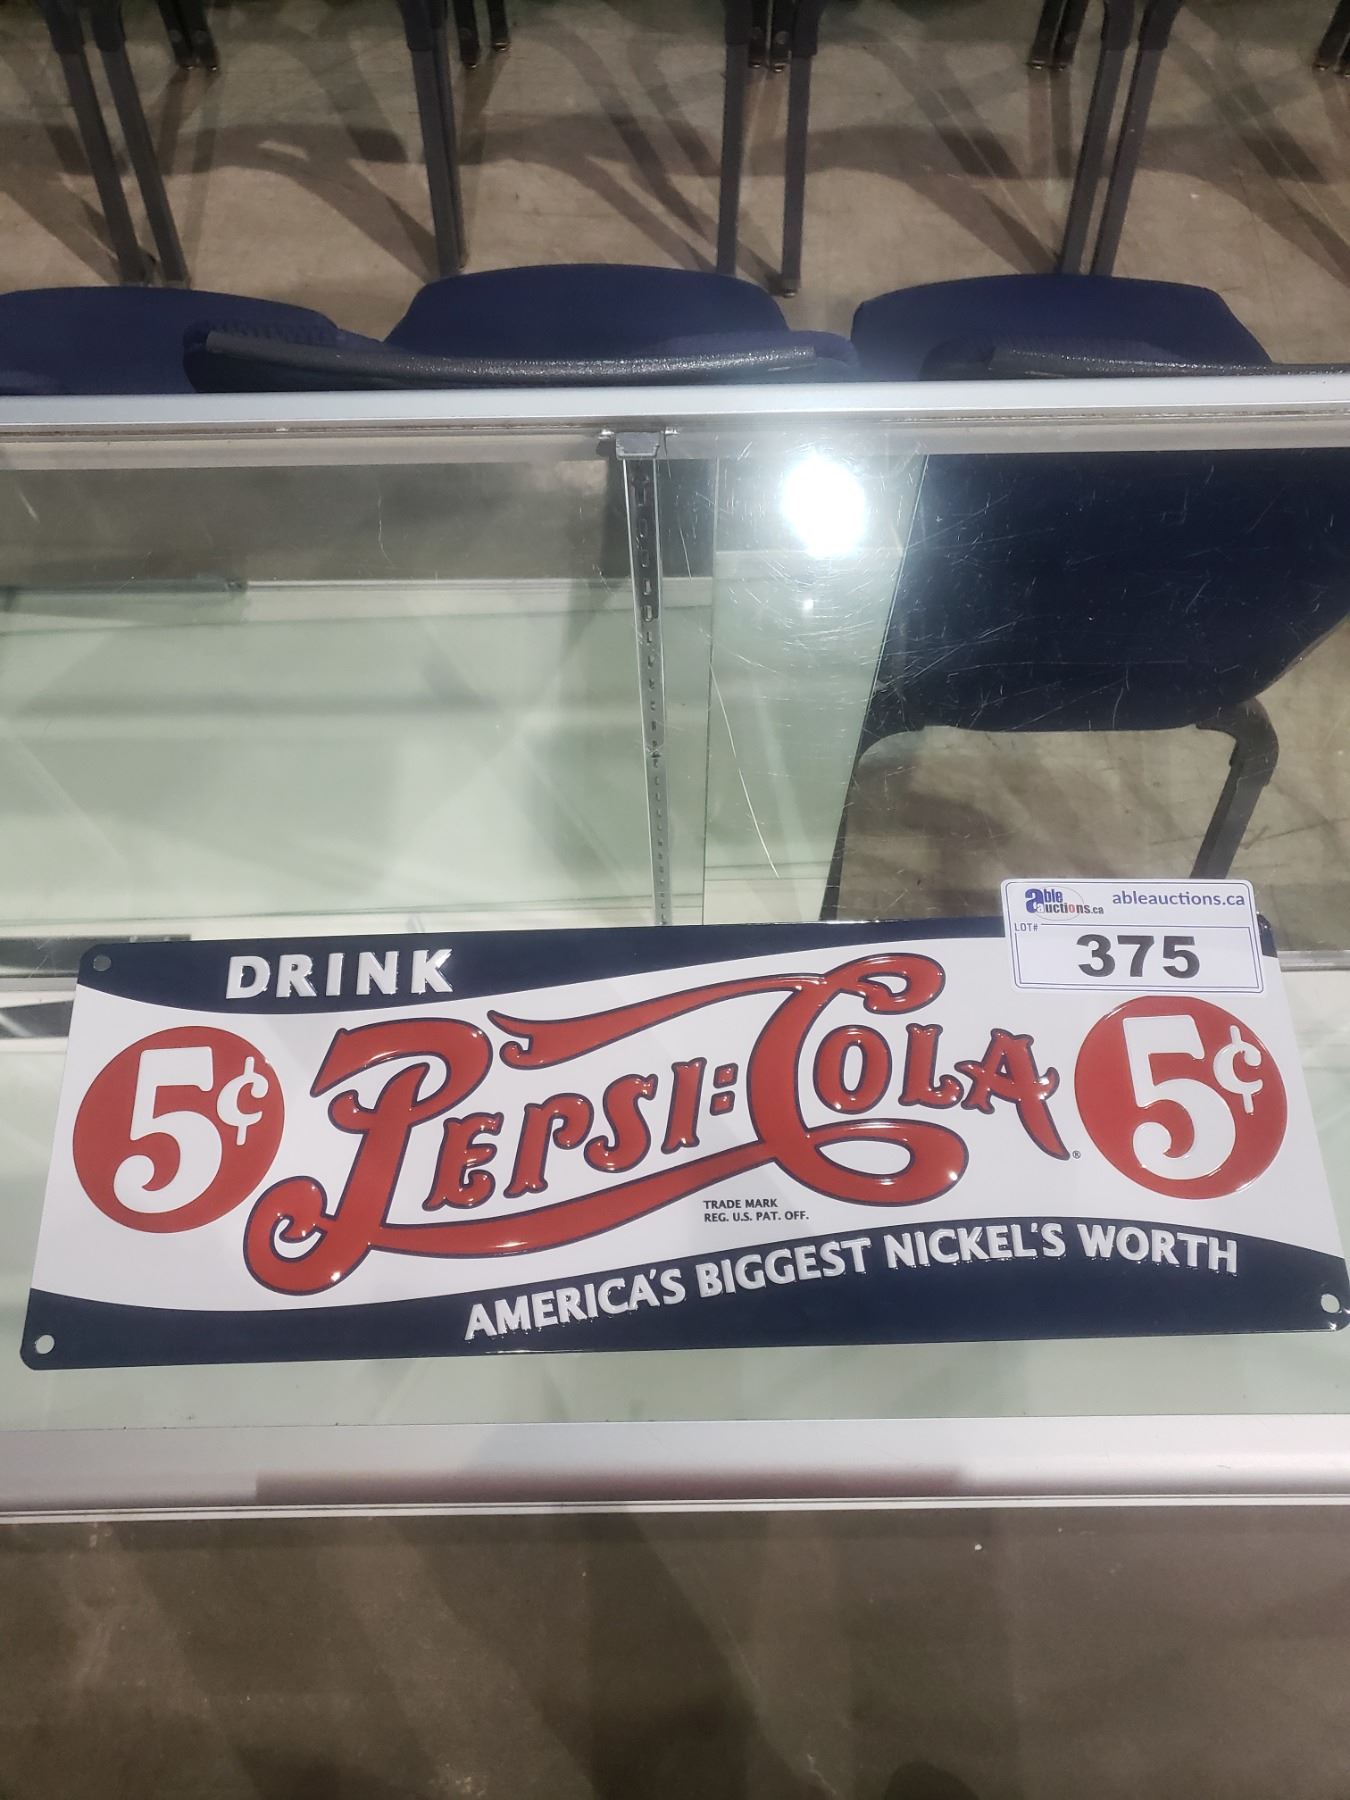 able auctions.ca ableauctions.ca
LOT#
375
DRINK
5¢ PEPSI:COLA® 5¢
TRADE MARK
REG. U.S. PAT. OFF.
AMERICA'S BIGGEST NICKEL'S WORTH